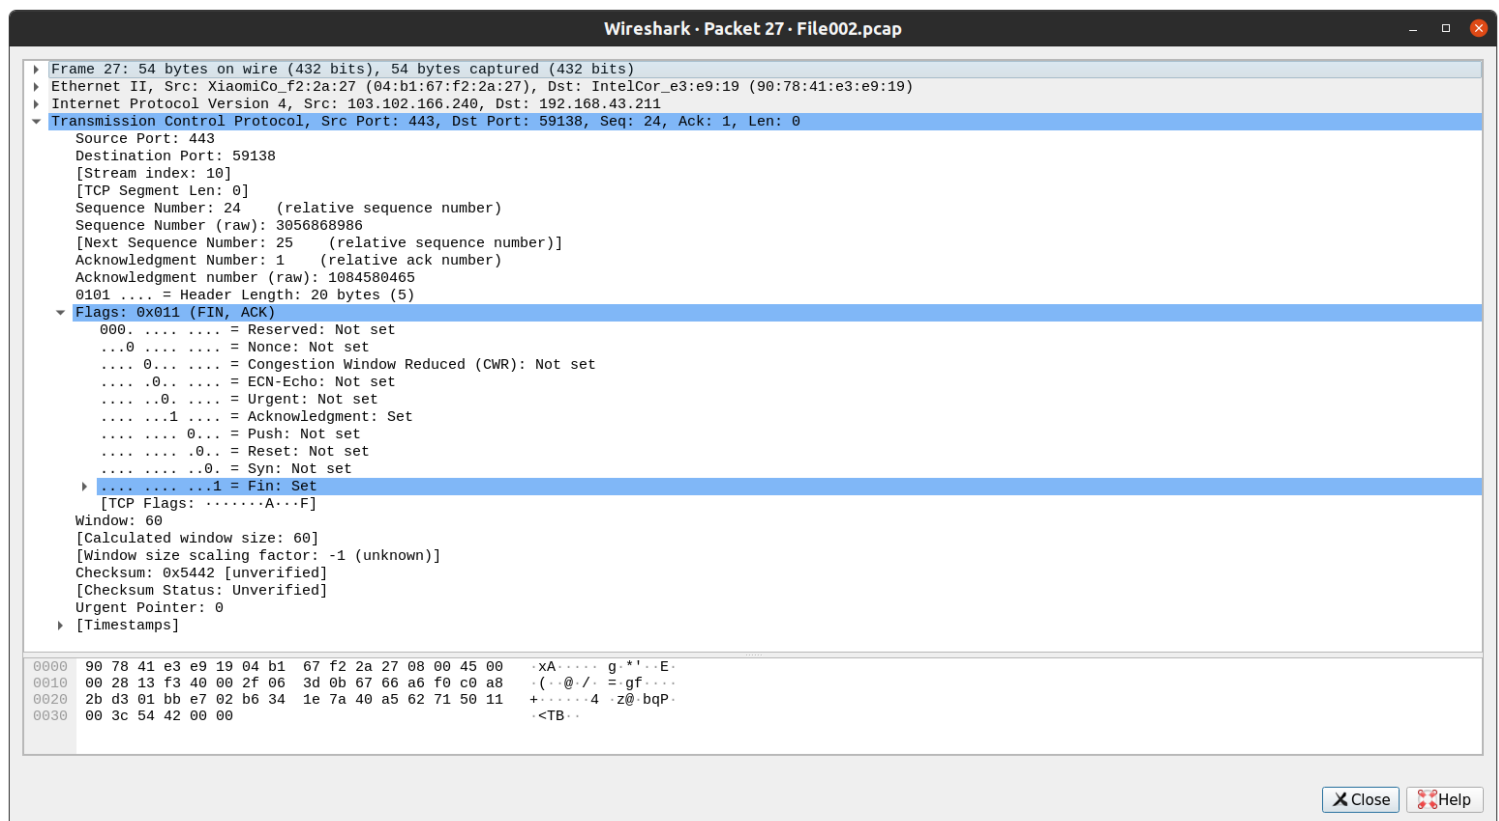 Wireshark · Packet 27 · File002.pcap
Frame 27: 54 bytes on wire (432 bits), 54 bytes captured (432 bits)
Ethernet II, Src: XiaomiCo_f2:2a:27 (04:b1:67:f2:2a:27), Dst: IntelCor_e3:e9:19 (90:78:41:e3:e9:19)
Internet Protocol Version 4, Src: 103.102.166.240, Dst: 192.168.43.211
Transmission Control Protocol, Src Port: 443, Dst Port: 59138, Seq: 24, Ack: 1, Len: 0
Source Port: 443
Destination Port: 59138
[Stream index: 10]
[TCP Segment Len: 0]
Sequence Number: 24    (relative sequence number)
Sequence Number (raw): 3056868986
[Next Sequence Number: 25    (relative sequence number)]
Acknowledgment Number: 1    (relative ack number)
Acknowledgment number (raw): 1084580465
0101 .... = Header Length: 20 bytes (5)
Flags: 0x011 (FIN, ACK)
000. .... .... = Reserved: Not set
...0 .... .... = Nonce: Not set
.... 0... .... = Congestion Window Reduced (CWR): Not set
.... .0.. .... = ECN-Echo: Not set
.... ..0. .... = Urgent: Not set
.... ...1 .... = Acknowledgment: Set
.... .... 0... = Push: Not set
.... .... .0.. = Reset: Not set
.... .... ..0. = Syn: Not set
.... .... ...1 = Fin: Set
[TCP Flags: ·······A···F]
Window: 60
[Calculated window size: 60]
[Window size scaling factor: -1 (unknown)]
Checksum: 0x5442 [unverified]
[Checksum Status: Unverified]
Urgent Pointer: 0
[Timestamps]
0000 90 78 41 e3 e9 19 04 b1  67 f2 2a 27 08 00 45 00 ·xA····· g·*'··E·
0010 00 28 13 f3 40 00 2f 06  3d 0b 67 66 a6 f0 c0 a8 ·(··@·/· =·gf····
0020 2b d3 01 bb e7 02 b6 34  1e 7a 40 a5 62 71 50 11 +······4 ·z@·bqP·
0030 00 3c 54 42 00 00 ·<TB··
Close Help